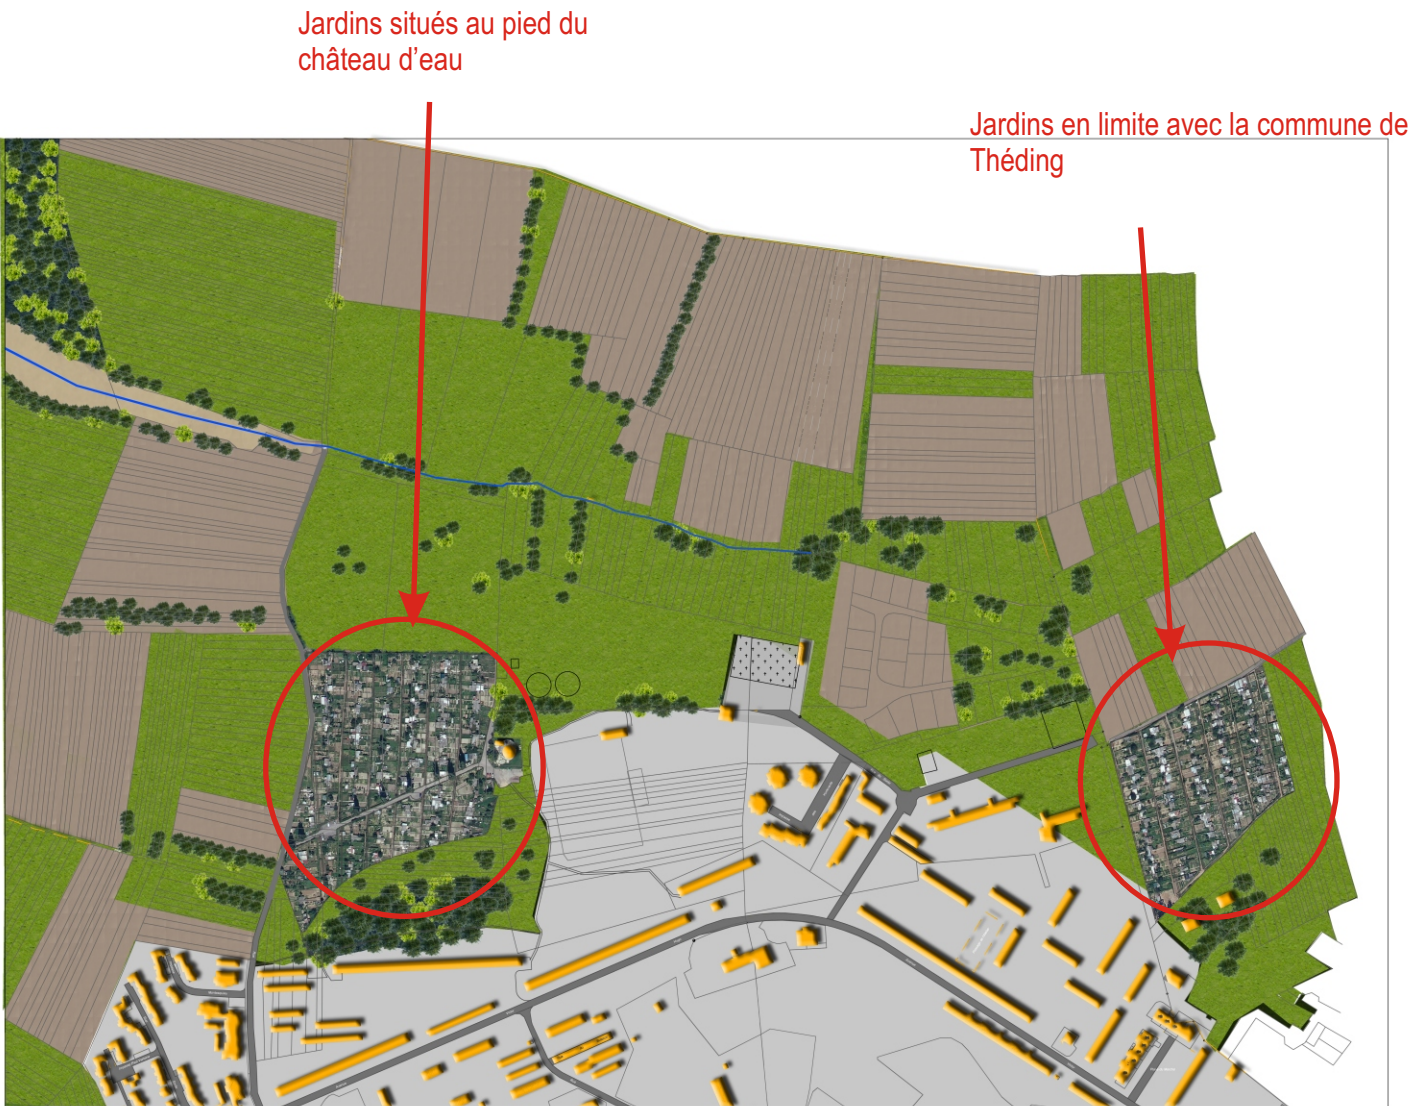 Jardins situés au pied du
château d’eau
Jardins en limite avec la commune de
Théding